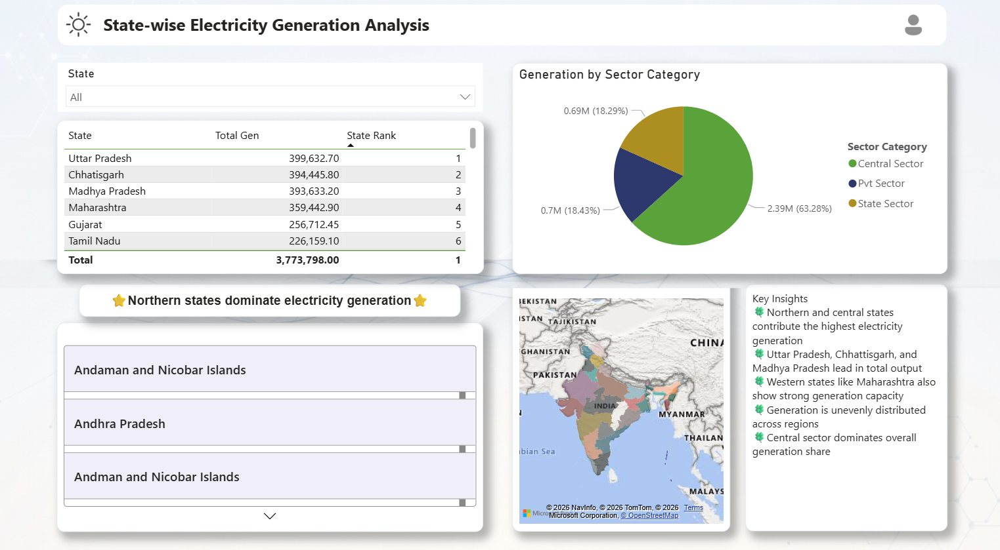 State-wise Electricity Generation Analysis
State
All
State Total Gen State Rank
Uttar Pradesh 399,632.70 1
Chhatisgarh 394,445.80 2
Madhya Pradesh 393,633.20 3
Maharashtra 359,442.90 4
Gujarat 256,712.45 5
Tamil Nadu 226,159.10 6
Total 3,773,798.00 1
Generation by Sector Category
0.69M (18.29%)
0.7M (18.43%)
2.39M (63.28%)
Sector Category
Central Sector
Pvt Sector
State Sector
⭐Northern states dominate electricity generation⭐
Andaman and Nicobar Islands
Andhra Pradesh
Andman and Nicobar Islands
BEKISTAN
STAN TAJIKISTAN
CHINA
GHANISTAN
PAKISTAN
INDIA
MYANMAR
THAILAN
bian Sea
MALAYS
© 2026 NavInfo, © 2026 TomTom, © 2026 Terms
Microsoft Corporation, © OpenStreetMap
Key Insights
🍀 Northern and central states
contribute the highest electricity
generation
🍀 Uttar Pradesh, Chhattisgarh, and
Madhya Pradesh lead in total output
🍀 Western states like Maharashtra also
show strong generation capacity
🍀 Generation is unevenly distributed
across regions
🍀 Central sector dominates overall
generation share